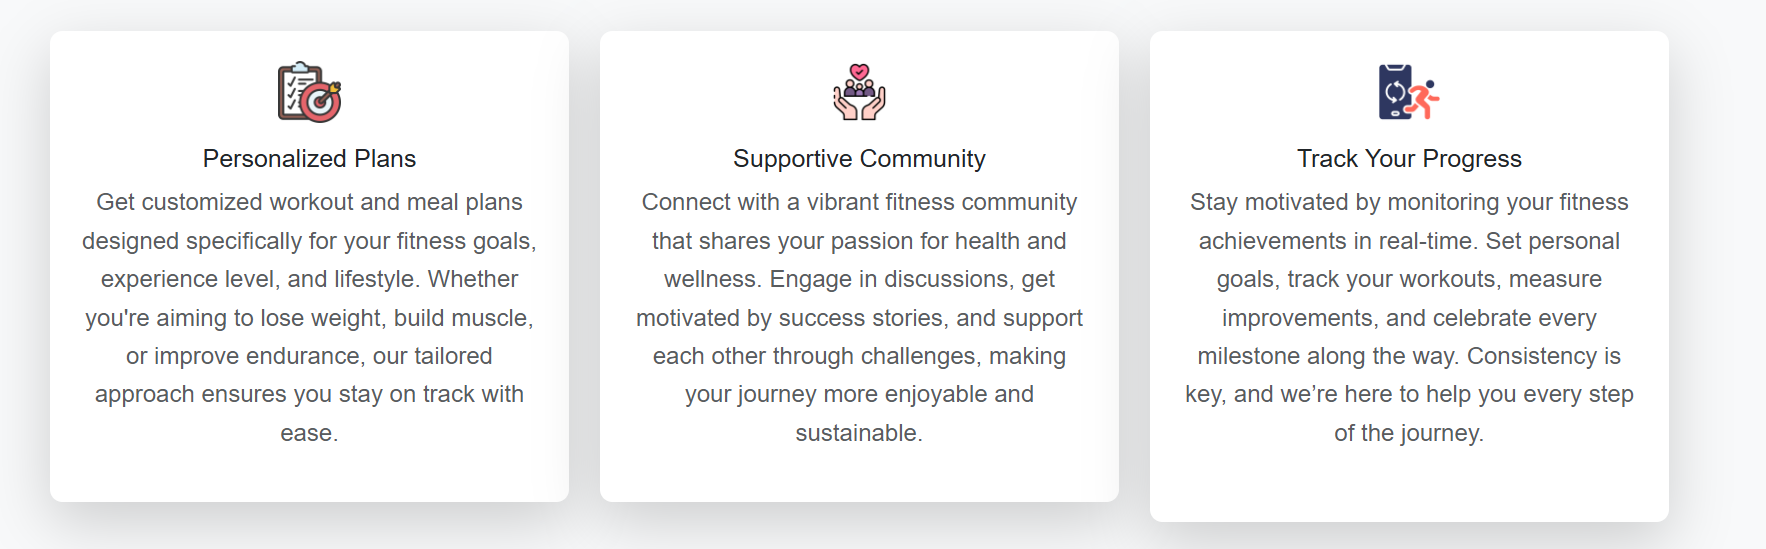 Personalized Plans
Get customized workout and meal plans
designed specifically for your fitness goals,
experience level, and lifestyle. Whether
you're aiming to lose weight, build muscle,
or improve endurance, our tailored
approach ensures you stay on track with
ease.
Supportive Community
Connect with a vibrant fitness community
that shares your passion for health and
wellness. Engage in discussions, get
motivated by success stories, and support
each other through challenges, making
your journey more enjoyable and
sustainable.
Track Your Progress
Stay motivated by monitoring your fitness
achievements in real-time. Set personal
goals, track your workouts, measure
improvements, and celebrate every
milestone along the way. Consistency is
key, and we’re here to help you every step
of the journey.